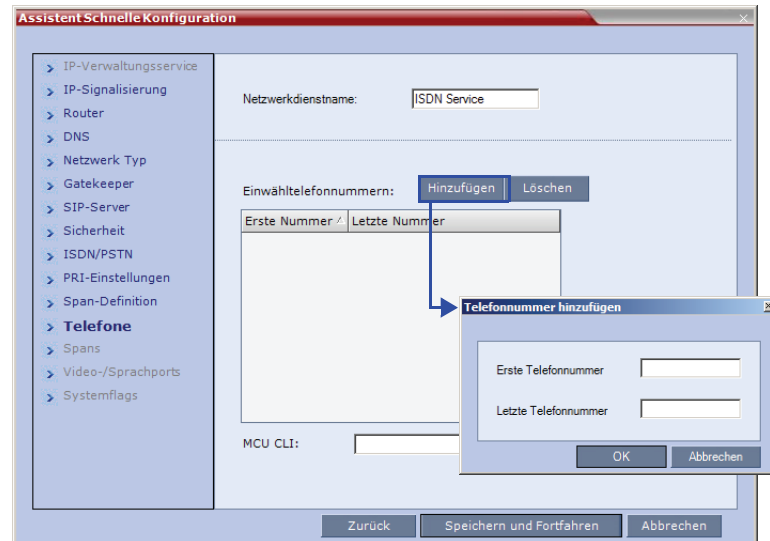 Assistent Schnelle Konfiguration
IP-Verwaltungsservice
IP-Signalisierung
Router
DNS
Netzwerk Typ
Gatekeeper
SIP-Server
Sicherheit
ISDN/PSTN
PRI-Einstellungen
Span-Definition
Telefone
Spans
Video-/Sprachports
Systemflags
Netzwerkdienstname: ISDN Service
Einwähltelefonnummern: Hinzufügen Löschen
Erste Nummer Letzte Nummer
MCU CLI:
Telefonnummer hinzufügen
Erste Telefonnummer
Letzte Telefonnummer
OK Abbrechen
Zurück Speichern und Fortfahren Abbrechen